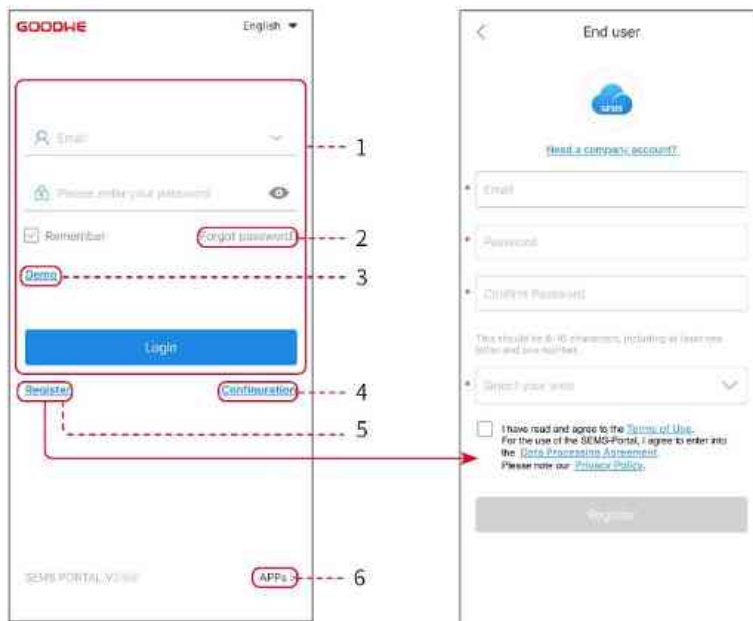 GOODWE
English
Email
Please enter your password
Remember
Forgot password
Demo
Login
Register
Configuration
SEMS PORTAL
APPs >
1
2
3
4
5
6
End user
SEMS
Need a company account?
* Email
* Password
* Confirm Password
This should be 8-16 characters, including at least one
letter and one number.
* Select your area
I have read and agree to the Terms of Use.
For the use of the SEMS-Portal, I agree to enter into
the Data Processing Agreement.
Please note our Privacy Policy.
Register